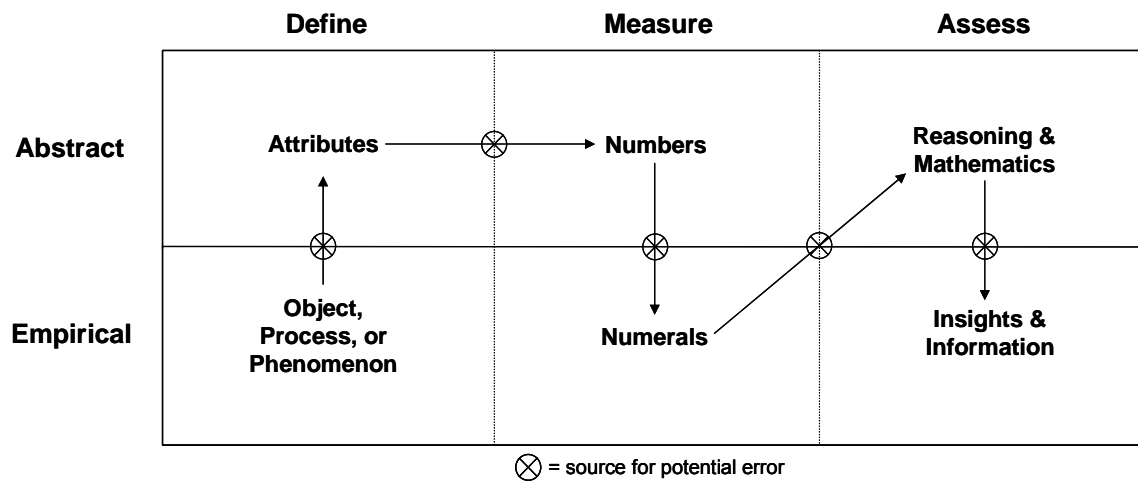 Define
Measure
Assess
Abstract
Attributes
Numbers
Reasoning &
Mathematics
Empirical
Object,
Process, or
Phenomenon
Numerals
Insights &
Information
= source for potential error